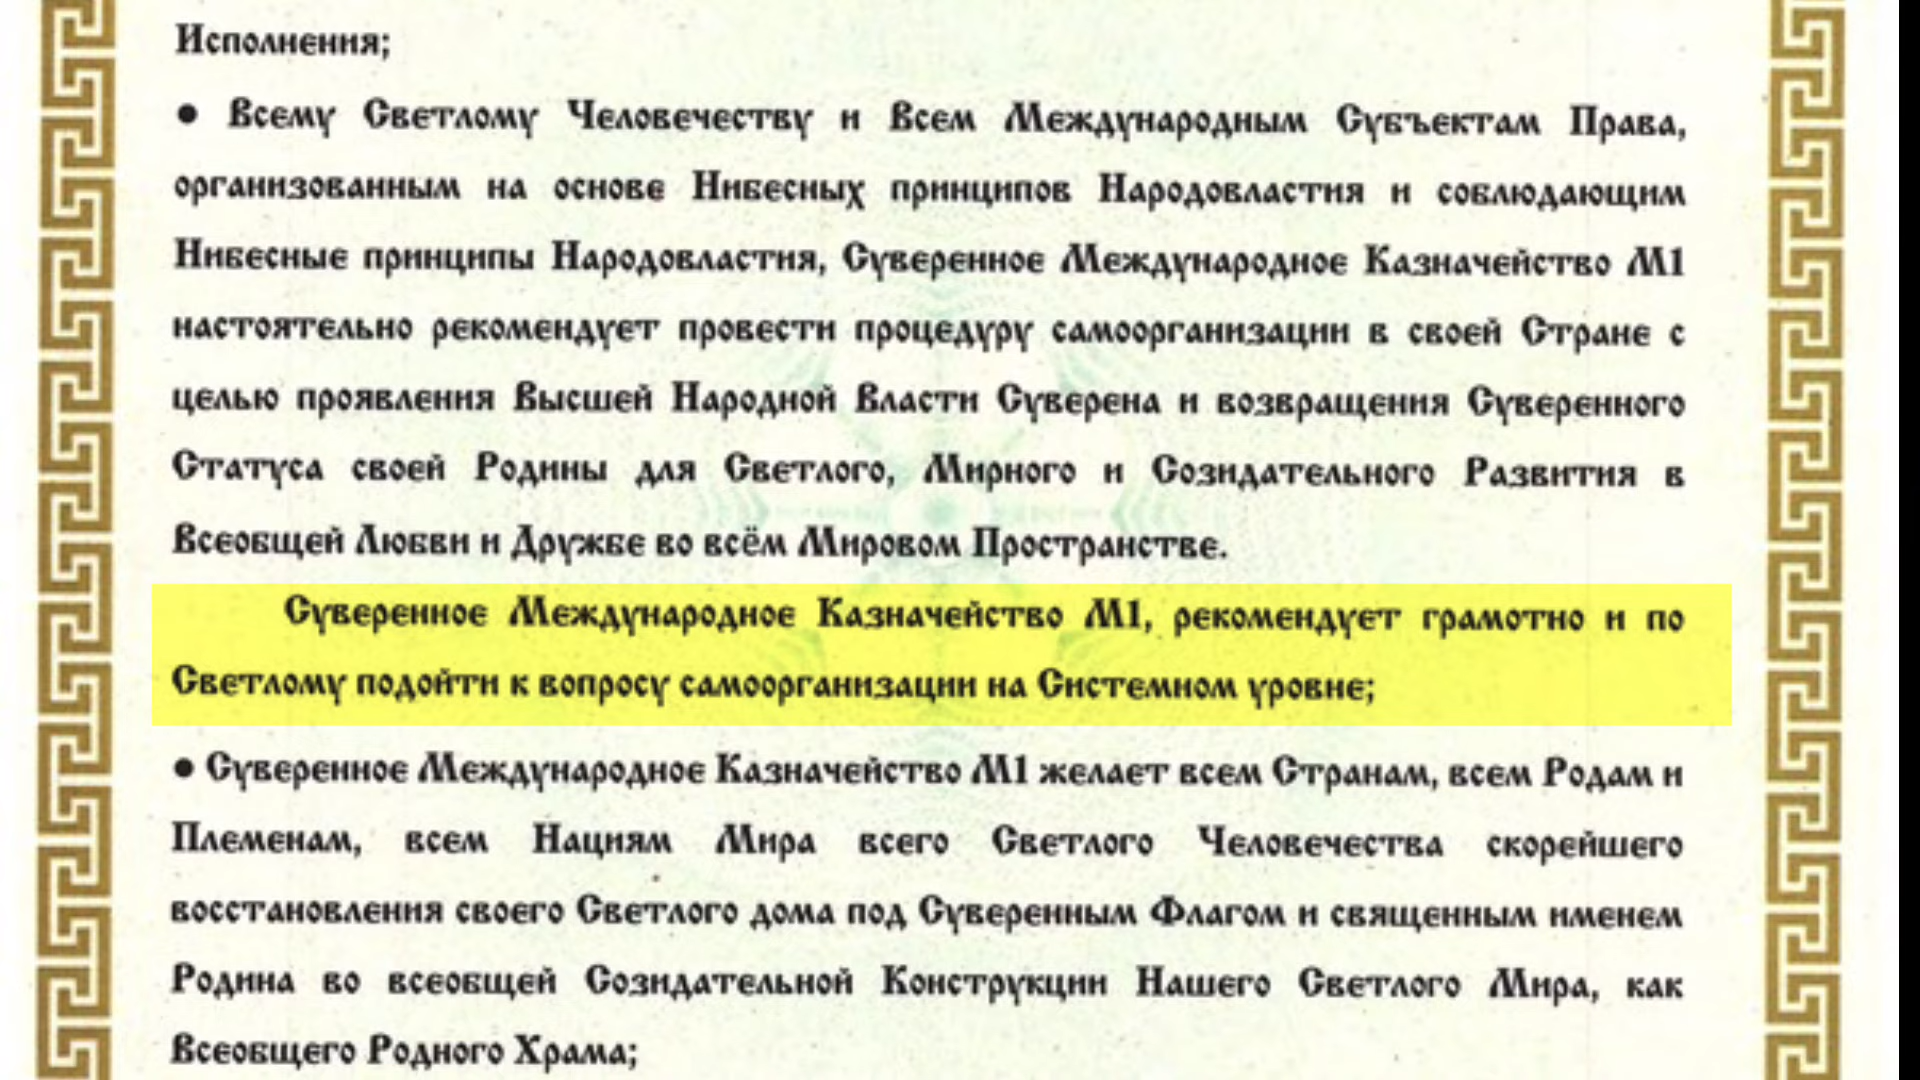 Исполнения;
● Всему Светлому Человечеству и Всем Международным Субъектам Права,
организованным на основе Нибесных принципов Народовластия и соблюдающим
Нибесные принципы Народовластия, Суверенное Международное Казначейство М1
настоятельно рекомендует провести процедуру самоорганизации в своей Стране с
целью проявления Высшей Народной Власти Суверена и возвращения Суверенного
Статуса своей Родины для Светлого, Мирного и Созидательного Развития в
Всеобщей Любви и Дружбе во всём Мировом Пространстве.
Суверенное Международное Казначейство М1, рекомендует грамотно и по
Светлому подойти к вопросу самоорганизации на Системном уровне;
● Суверенное Международное Казначейство М1 желает всем Странам, всем Родам и
Племенам, всем Нациям Мира всего Светлого Человечества скорейшего
восстановления своего Светлого дома под Суверенным Флагом и священным именем
Родина во всеобщей Созидательной Конструкции Нашего Светлого Мира, как
Всеобщего Родного Храма;